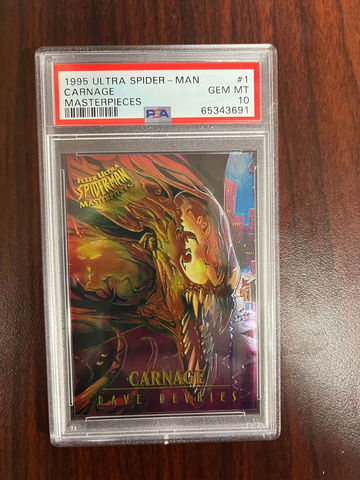 1995 ULTRA SPIDER-MAN #1
CARNAGE GEM MT
MASTERPIECES PSA 10
65343691
FLEER ULTRA
SPIDER-MAN
MASTERPIECES
CARNAGE
DAVE DEVRIES